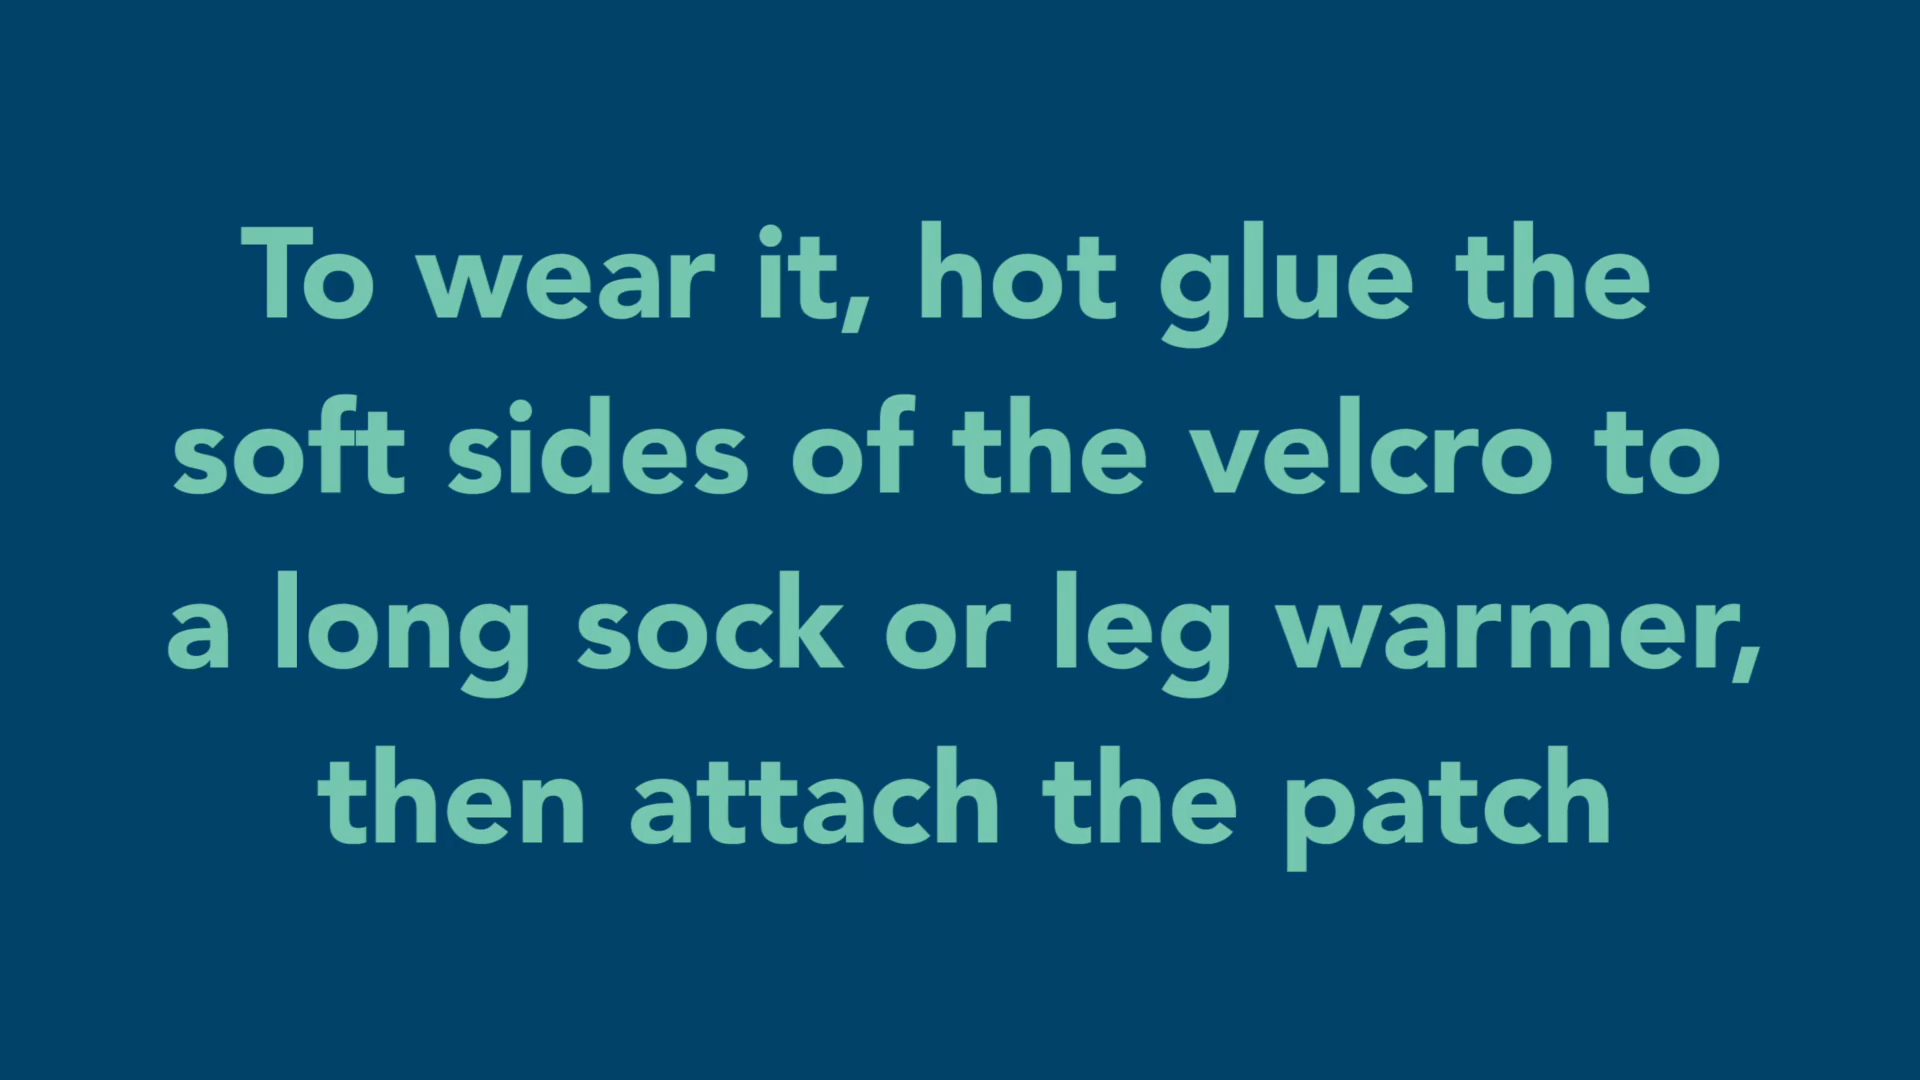 To wear it, hot glue the
soft sides of the velcro to
a long sock or leg warmer,
then attach the patch